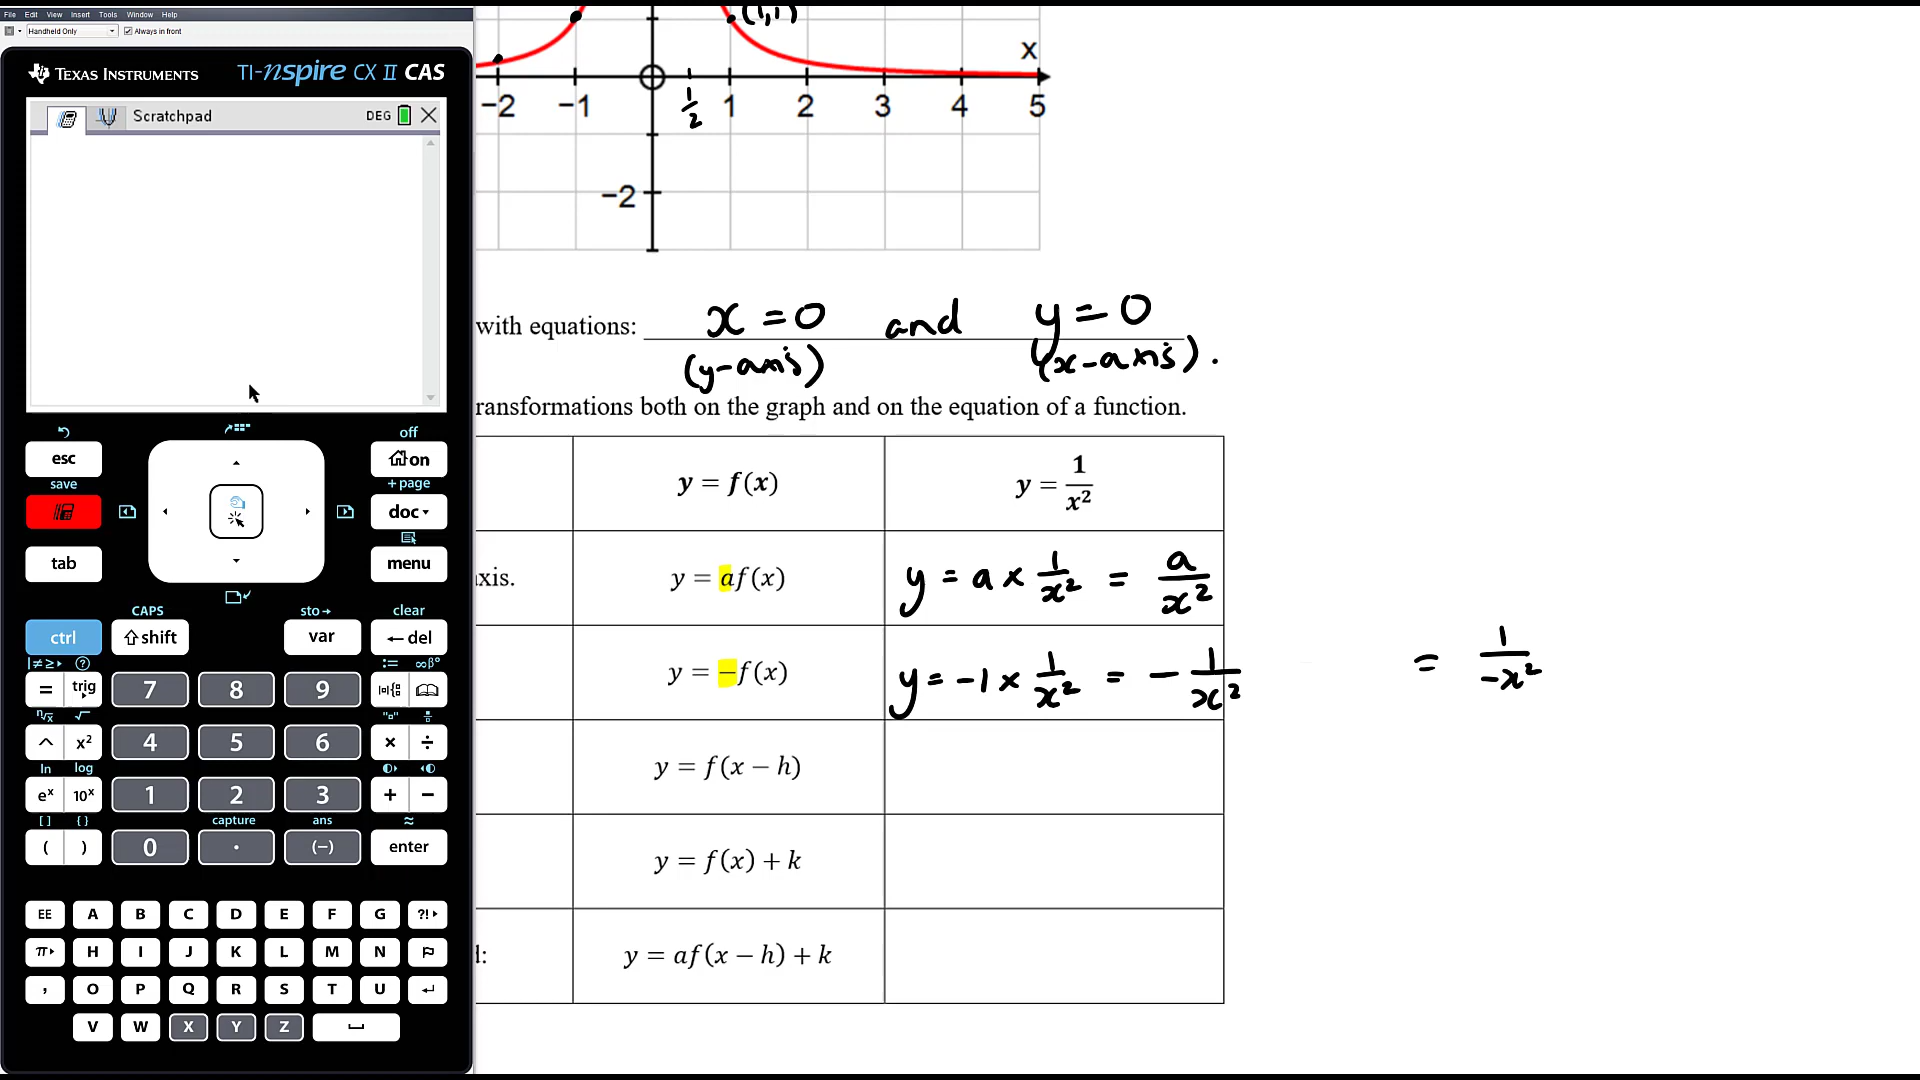 File Edit View Insert Tools Document Window Help
Handheld Only Always in front
TEXAS INSTRUMENTS TI-nspire CX II CAS
Scratchpad DEG
off
esc on
save + page
doc
tab menu
CAPS sto→ clear
ctrl shift var ←del
|≠≥▸ ? := ∞β°
= trig 7 8 9
ⁿ√x √ "▫"
^ x² 4 5 6 × ÷
ln log
eˣ 10ˣ 1 2 3 + −
[ ] { } capture ans ≈
( ) 0 . (−) enter
EE A B C D E F G ?!▸
π▸ H I J K L M N
, O P Q R S T U ↵
V W X Y Z
(1,1)
x
−2 −1 1/2 1 2 3 4 5
−2
with equations: x = 0 and y = 0
(y-axis) (x-axis).
ransformations both on the graph and on the equation of a function.
y = f(x) y = 1/x²
xis. y = af(x) y = a × 1/x² = a/x²
y = −f(x) y = −1 × 1/x² = − 1/x² = 1/−x²
y = f(x − h)
y = f(x) + k
l: y = af(x − h) + k